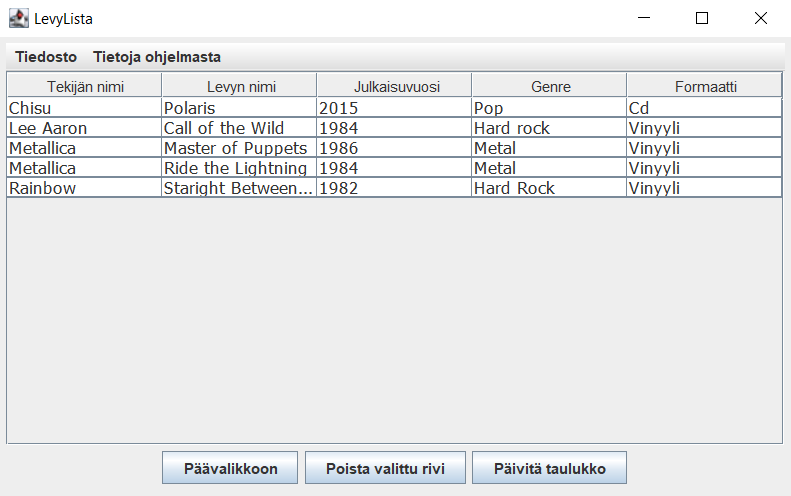 LevyLista
Tiedosto Tietoja ohjelmasta
Tekijän nimi Levyn nimi Julkaisuvuosi Genre Formaatti
Chisu Polaris 2015 Pop Cd
Lee Aaron Call of the Wild 1984 Hard rock Vinyyli
Metallica Master of Puppets 1986 Metal Vinyyli
Metallica Ride the Lightning 1984 Metal Vinyyli
Rainbow Staright Between... 1982 Hard Rock Vinyyli
Päävalikkoon Poista valittu rivi Päivitä taulukko